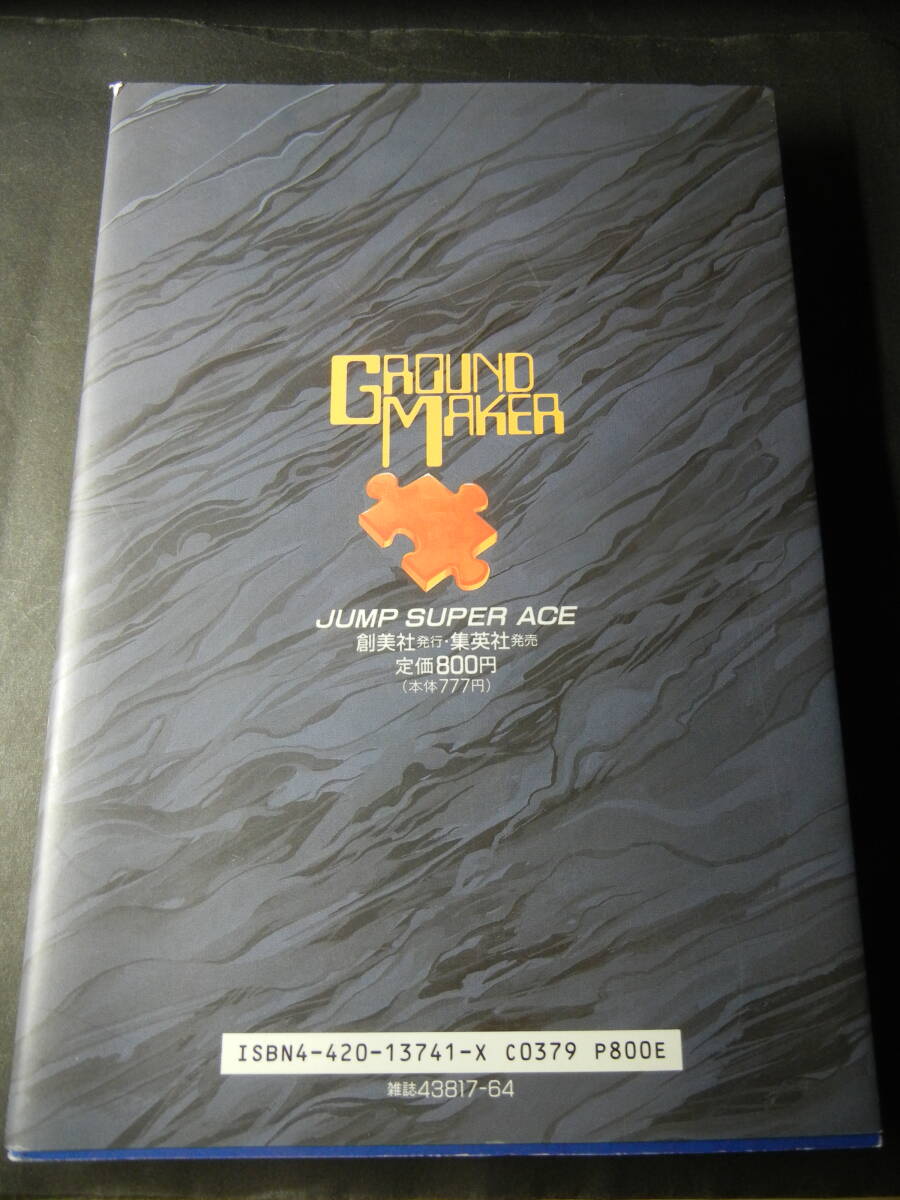 GROUND
MAKER
JUMP SUPER ACE
創美社発行・集英社発売
定価800円
（本体777円）
ISBN4-420-13741-X C0379 P800E
雑誌43817-64